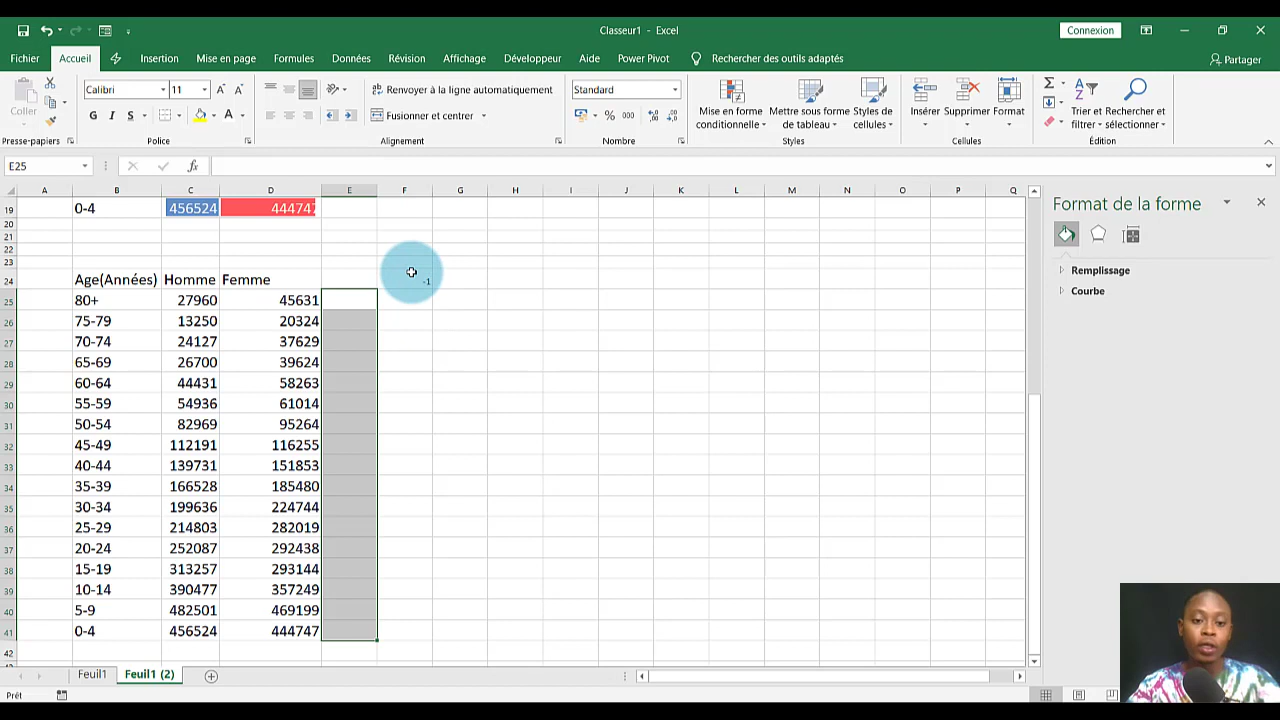 Classeur1 - Excel
Connexion
Fichier Accueil Insertion Mise en page Formules Données Révision Affichage Développeur Aide Power Pivot Rechercher des outils adaptés Partager
Coller
Calibri 11
Renvoyer à la ligne automatiquement
Standard
G I S
Fusionner et centrer
% 000
Mise en forme conditionnelle
Mettre sous forme de tableau
Styles de cellules
Insérer Supprimer Format
Trier et filtrer
Rechercher et sélectionner
Presse-papiers Police Alignement Nombre Styles Cellules Édition
E25
fx
A B C D E F G H I J K L M N O P Q
19 0-4 456524 444747
20
21
22
23
24 Age(Années) Homme Femme -1
25 80+ 27960 45631
26 75-79 13250 20324
27 70-74 24127 37629
28 65-69 26700 39624
29 60-64 44431 58263
30 55-59 54936 61014
31 50-54 82969 95264
32 45-49 112191 116255
33 40-44 139731 151853
34 35-39 166528 185480
35 30-34 199636 224744
36 25-29 214803 282019
37 20-24 252087 292438
38 15-19 313257 293144
39 10-14 390477 357249
40 5-9 482501 469199
41 0-4 456524 444747
42
Format de la forme
Remplissage
Courbe
Feuil1 Feuil1 (2)
Prêt